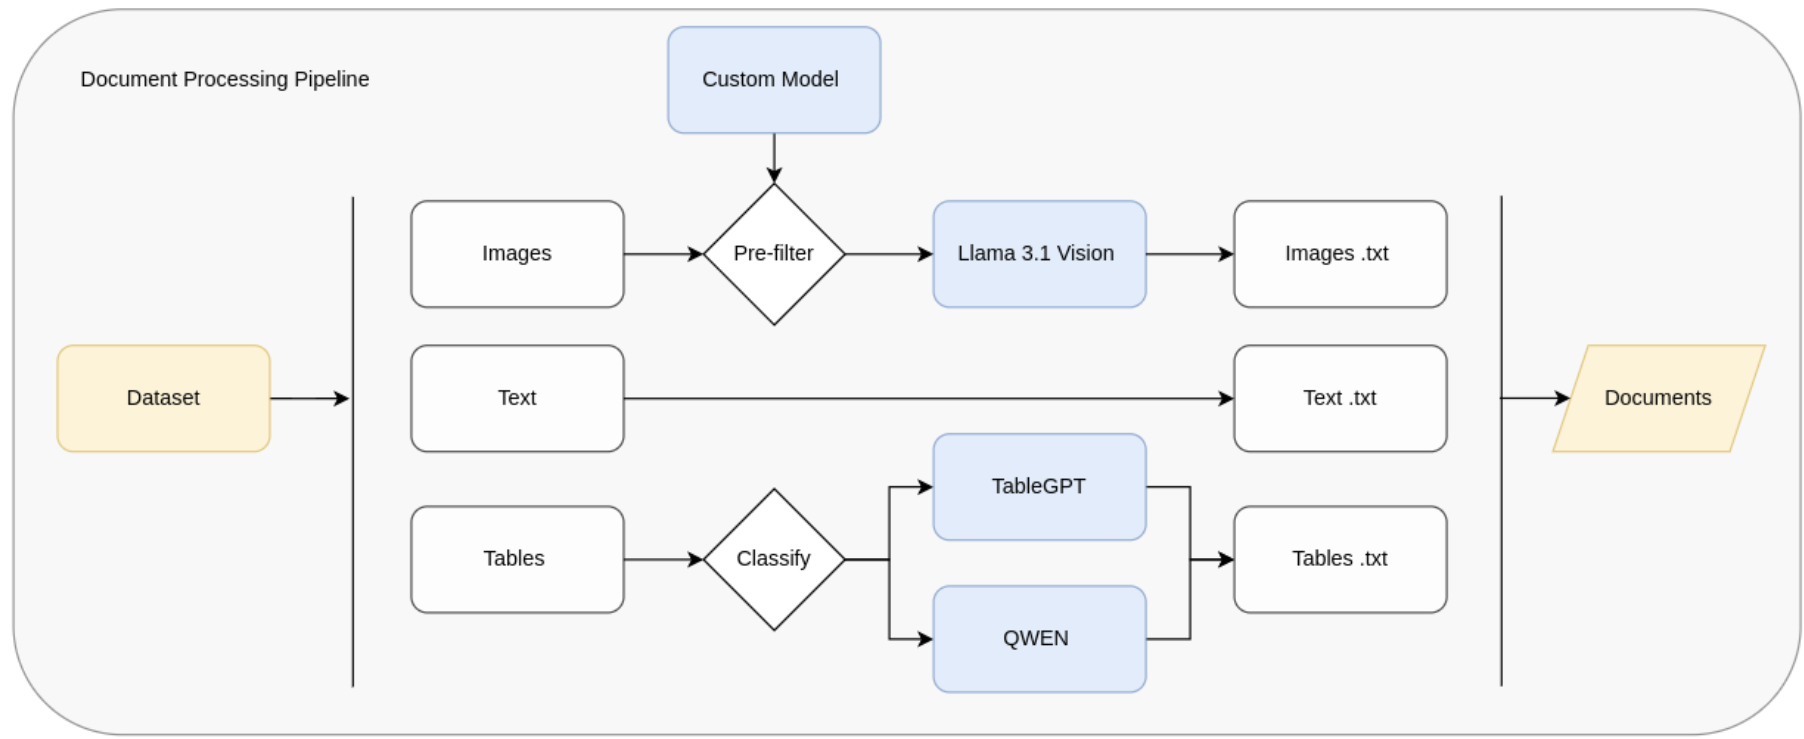 Document Processing Pipeline
Custom Model
Images
Pre-filter
Llama 3.1 Vision
Images .txt
Dataset
Text
Text .txt
Documents
TableGPT
Tables
Classify
Tables .txt
QWEN